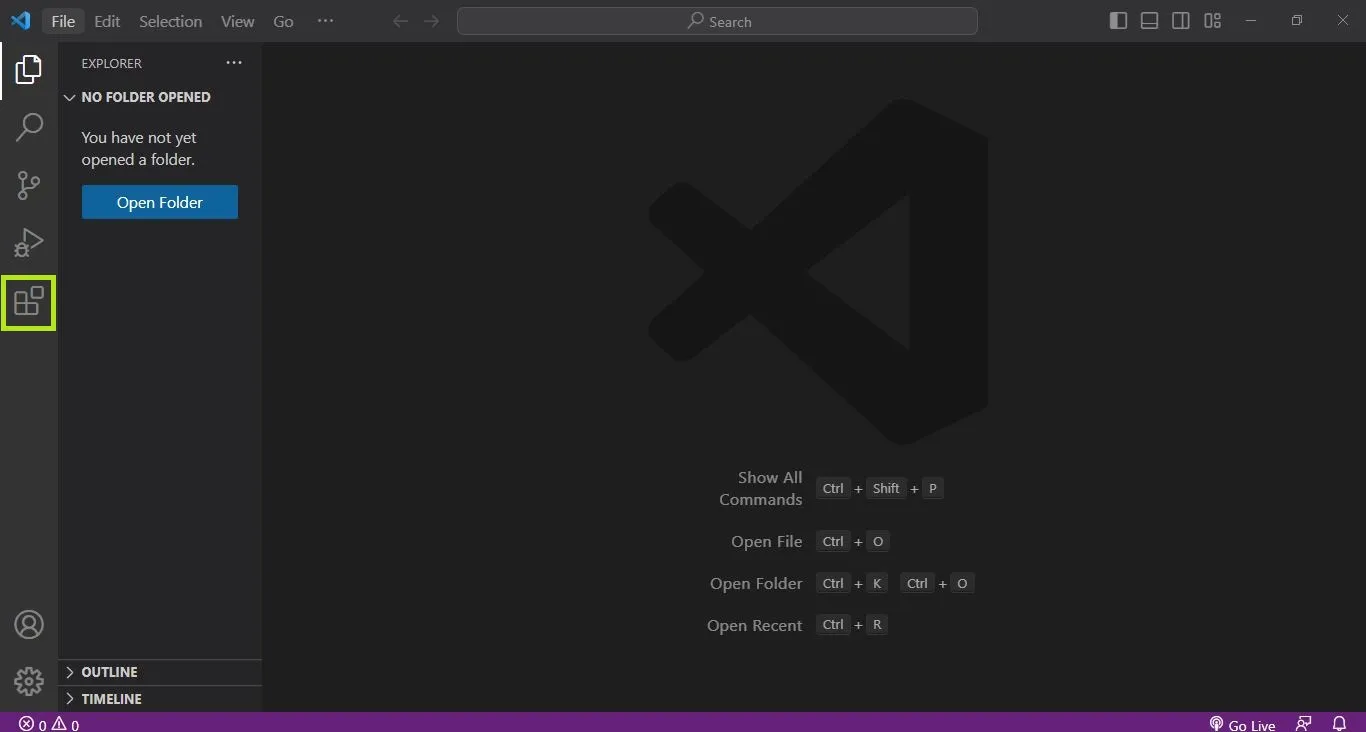 File Edit Selection View Go ···
Search
EXPLORER ···
NO FOLDER OPENED
You have not yet
opened a folder.
Open Folder
Show All
Commands Ctrl + Shift + P
Open File Ctrl + O
Open Folder Ctrl + K Ctrl + O
Open Recent Ctrl + R
OUTLINE
TIMELINE
0 0 Go Live